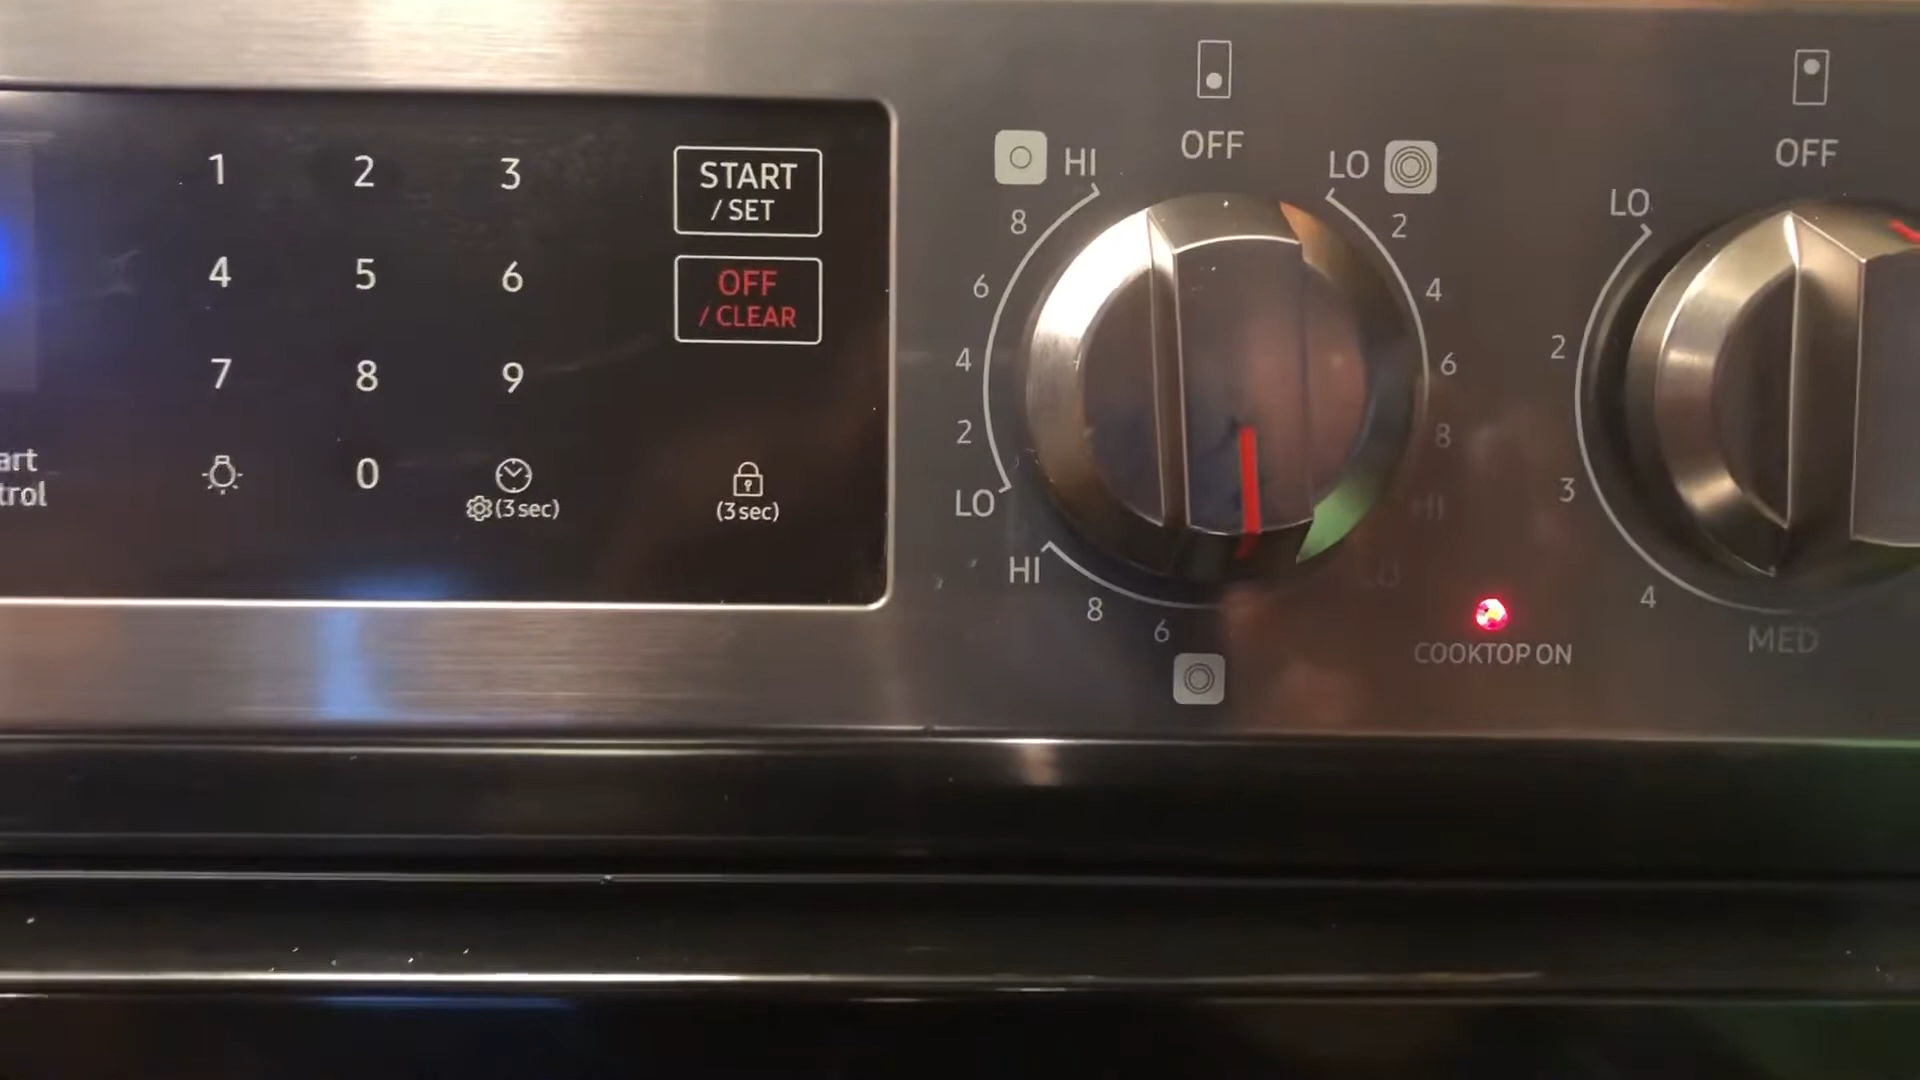 1 2 3
START
/ SET
4 5 6
OFF
/ CLEAR
7 8 9
art
trol
0
(3 sec)
(3 sec)
OFF
HI
LO
8
2
6
4
4
6
2
8
LO
HI
HI
LO
8
6
COOKTOP ON
OFF
LO
2
3
4
MED